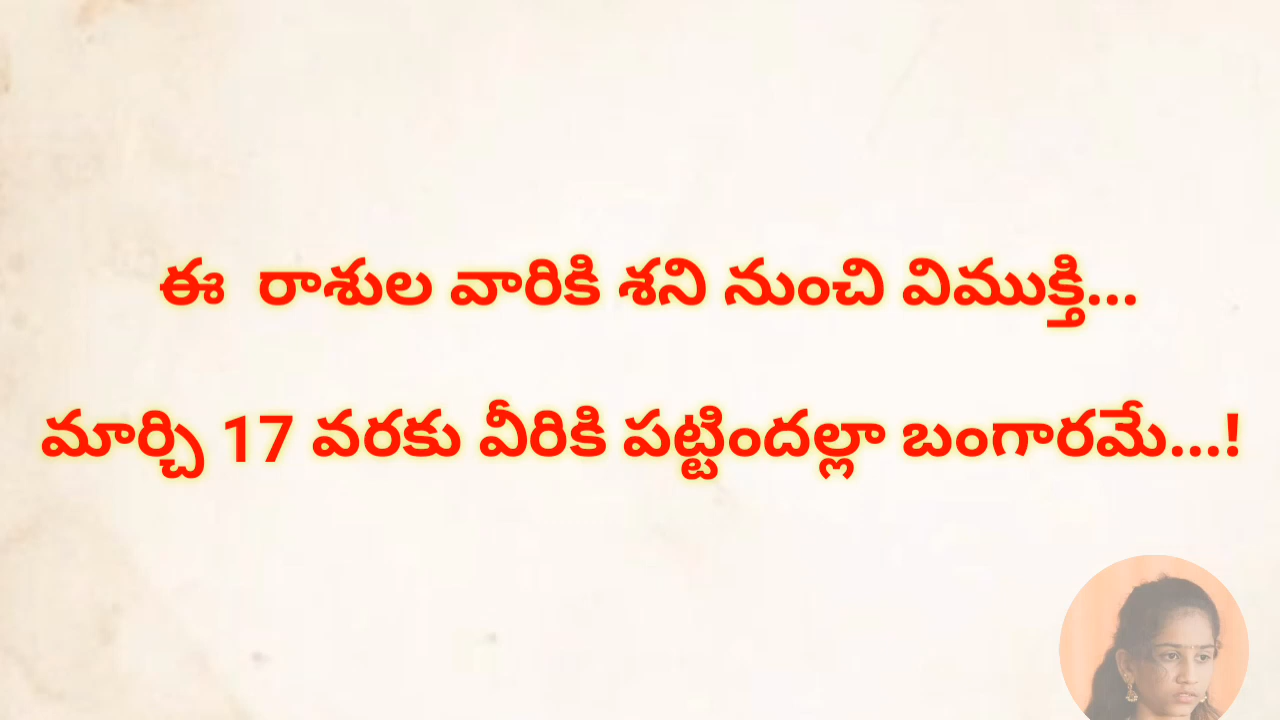 ఈ రాశుల వారికి శని నుంచి విముక్తి...
మార్చి 17 వరకు వీరికి పట్టిందల్లా బంగారమే...!